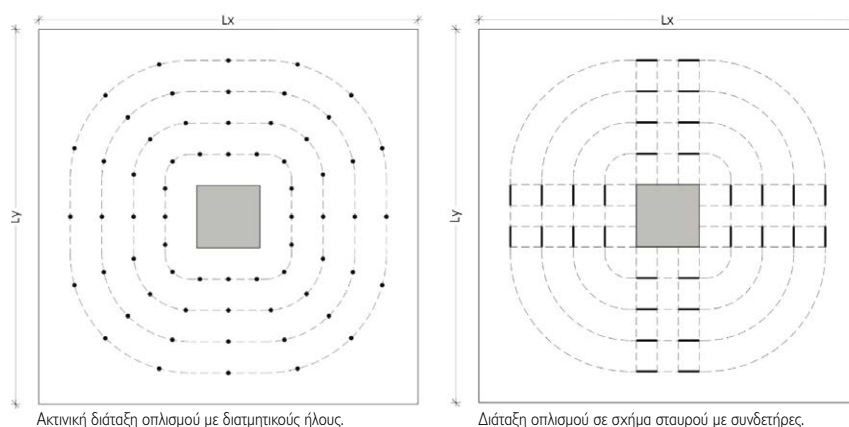 Lx
Lx
Ly
Ly
Ακτινική διάταξη οπλισμού με διατμητικούς ήλους.
Διάταξη οπλισμού σε σχήμα σταυρού με συνδετήρες.